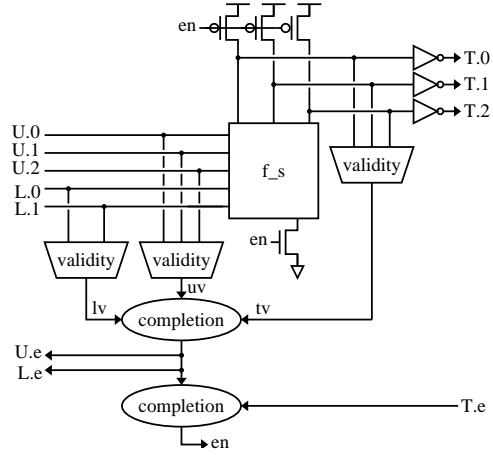 en
T.0
T.1
T.2
U.0
U.1
U.2
L.0
L.1
f_s
validity
en
validity
validity
uv
lv
completion
tv
U.e
L.e
completion
T.e
en